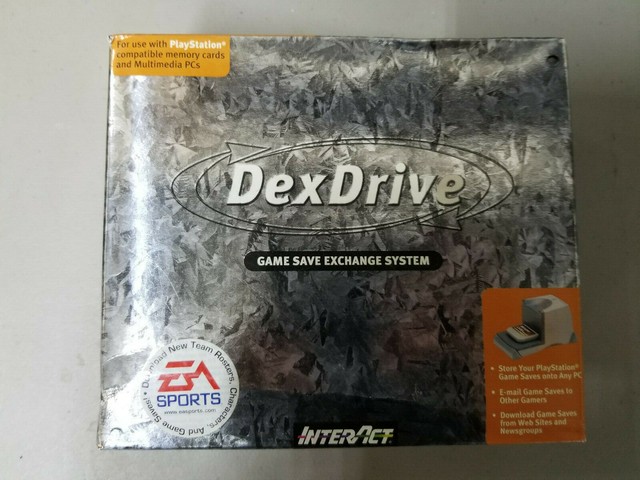 For use with PlayStation®
compatible memory cards
and Multimedia PCs
DexDrive
GAME SAVE EXCHANGE SYSTEM
• Store Your PlayStation®
Game Saves onto Any PC
• E-mail Game Saves to
Other Gamers
• Download Game Saves
from Web Sites and
Newsgroups
• Download New Team Rosters, Characters, And Game Saves!
EA
SPORTS
www.easports.com
INTERACT